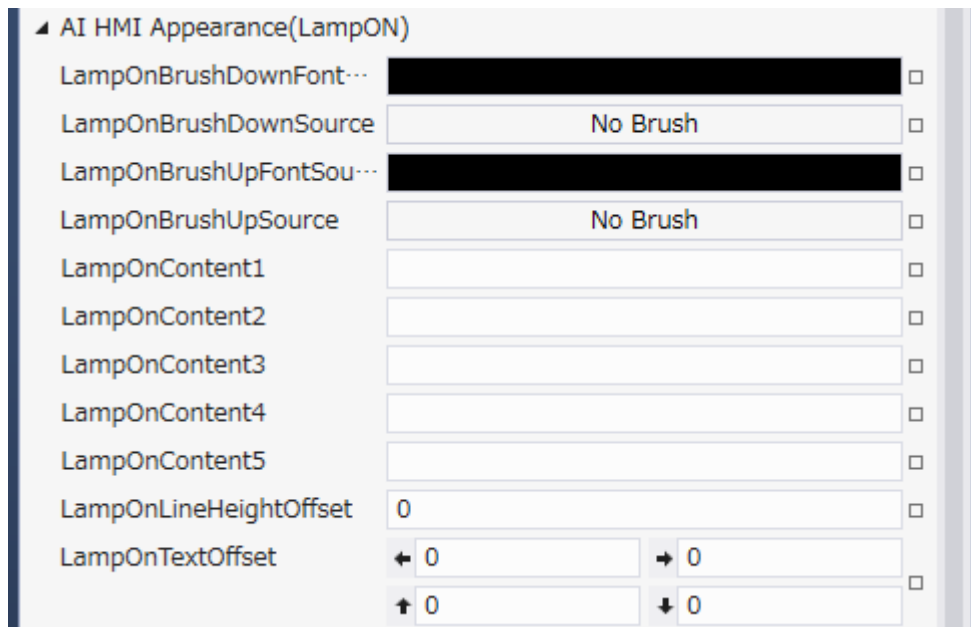 AI HMI Appearance(LampON)
LampOnBrushDownFont…
LampOnBrushDownSource No Brush
LampOnBrushUpFontSou…
LampOnBrushUpSource No Brush
LampOnContent1
LampOnContent2
LampOnContent3
LampOnContent4
LampOnContent5
LampOnLineHeightOffset 0
LampOnTextOffset 0 0
0 0